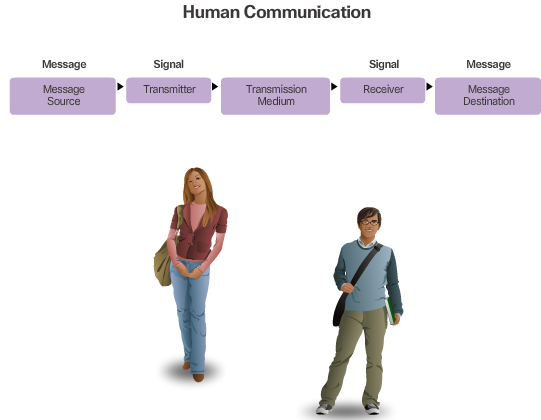 Human Communication
Message
Signal
Signal
Message
Message
Source
Transmitter
Transmission
Medium
Receiver
Message
Destination